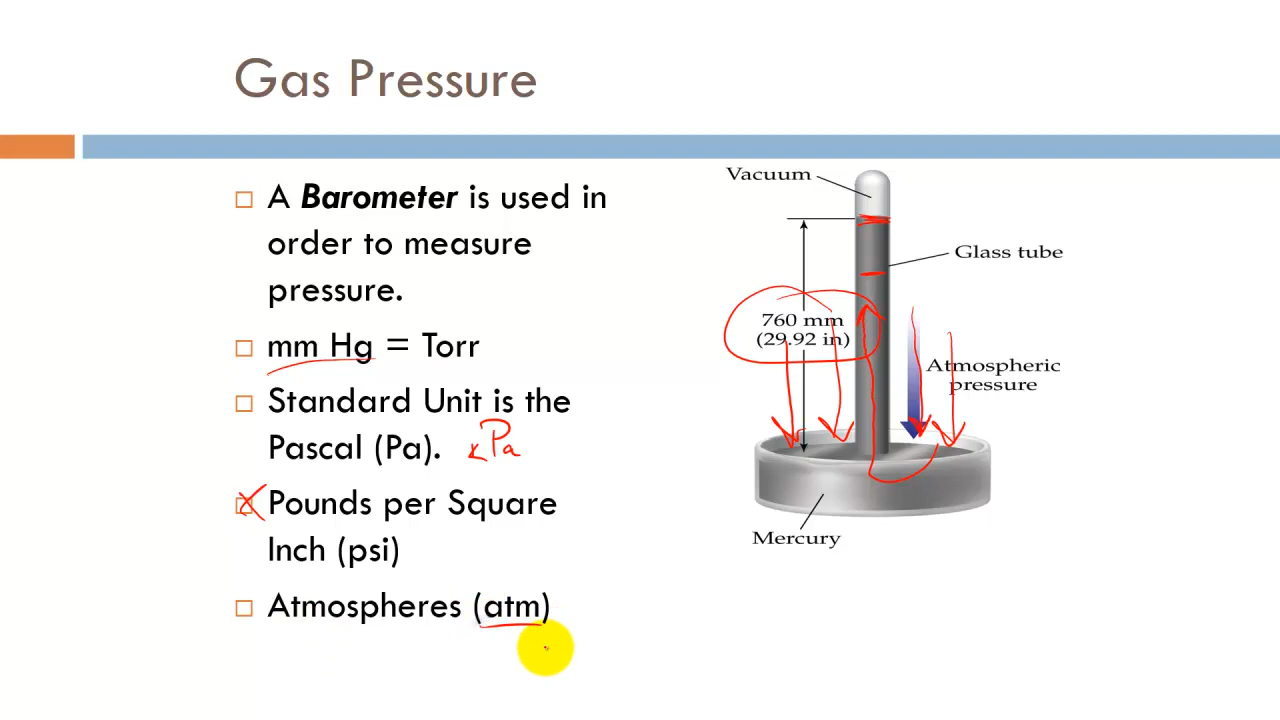 Gas Pressure
A Barometer is used in
order to measure
pressure.
mm Hg = Torr
Standard Unit is the
Pascal (Pa).
kPa
Pounds per Square
Inch (psi)
Atmospheres (atm)
Vacuum
Glass tube
760 mm
(29.92 in)
Atmospheric
pressure
Mercury